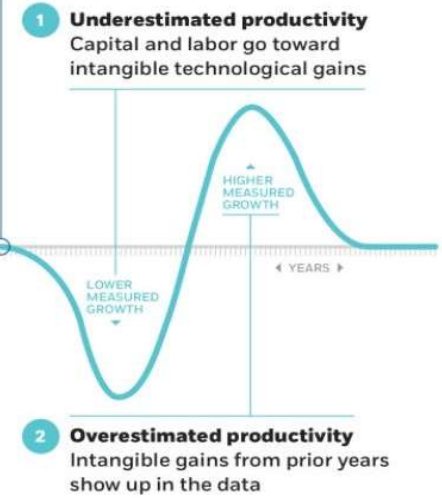 1 Underestimated productivity
Capital and labor go toward
intangible technological gains
HIGHER
MEASURED
GROWTH
YEARS
LOWER
MEASURED
GROWTH
2 Overestimated productivity
Intangible gains from prior years
show up in the data